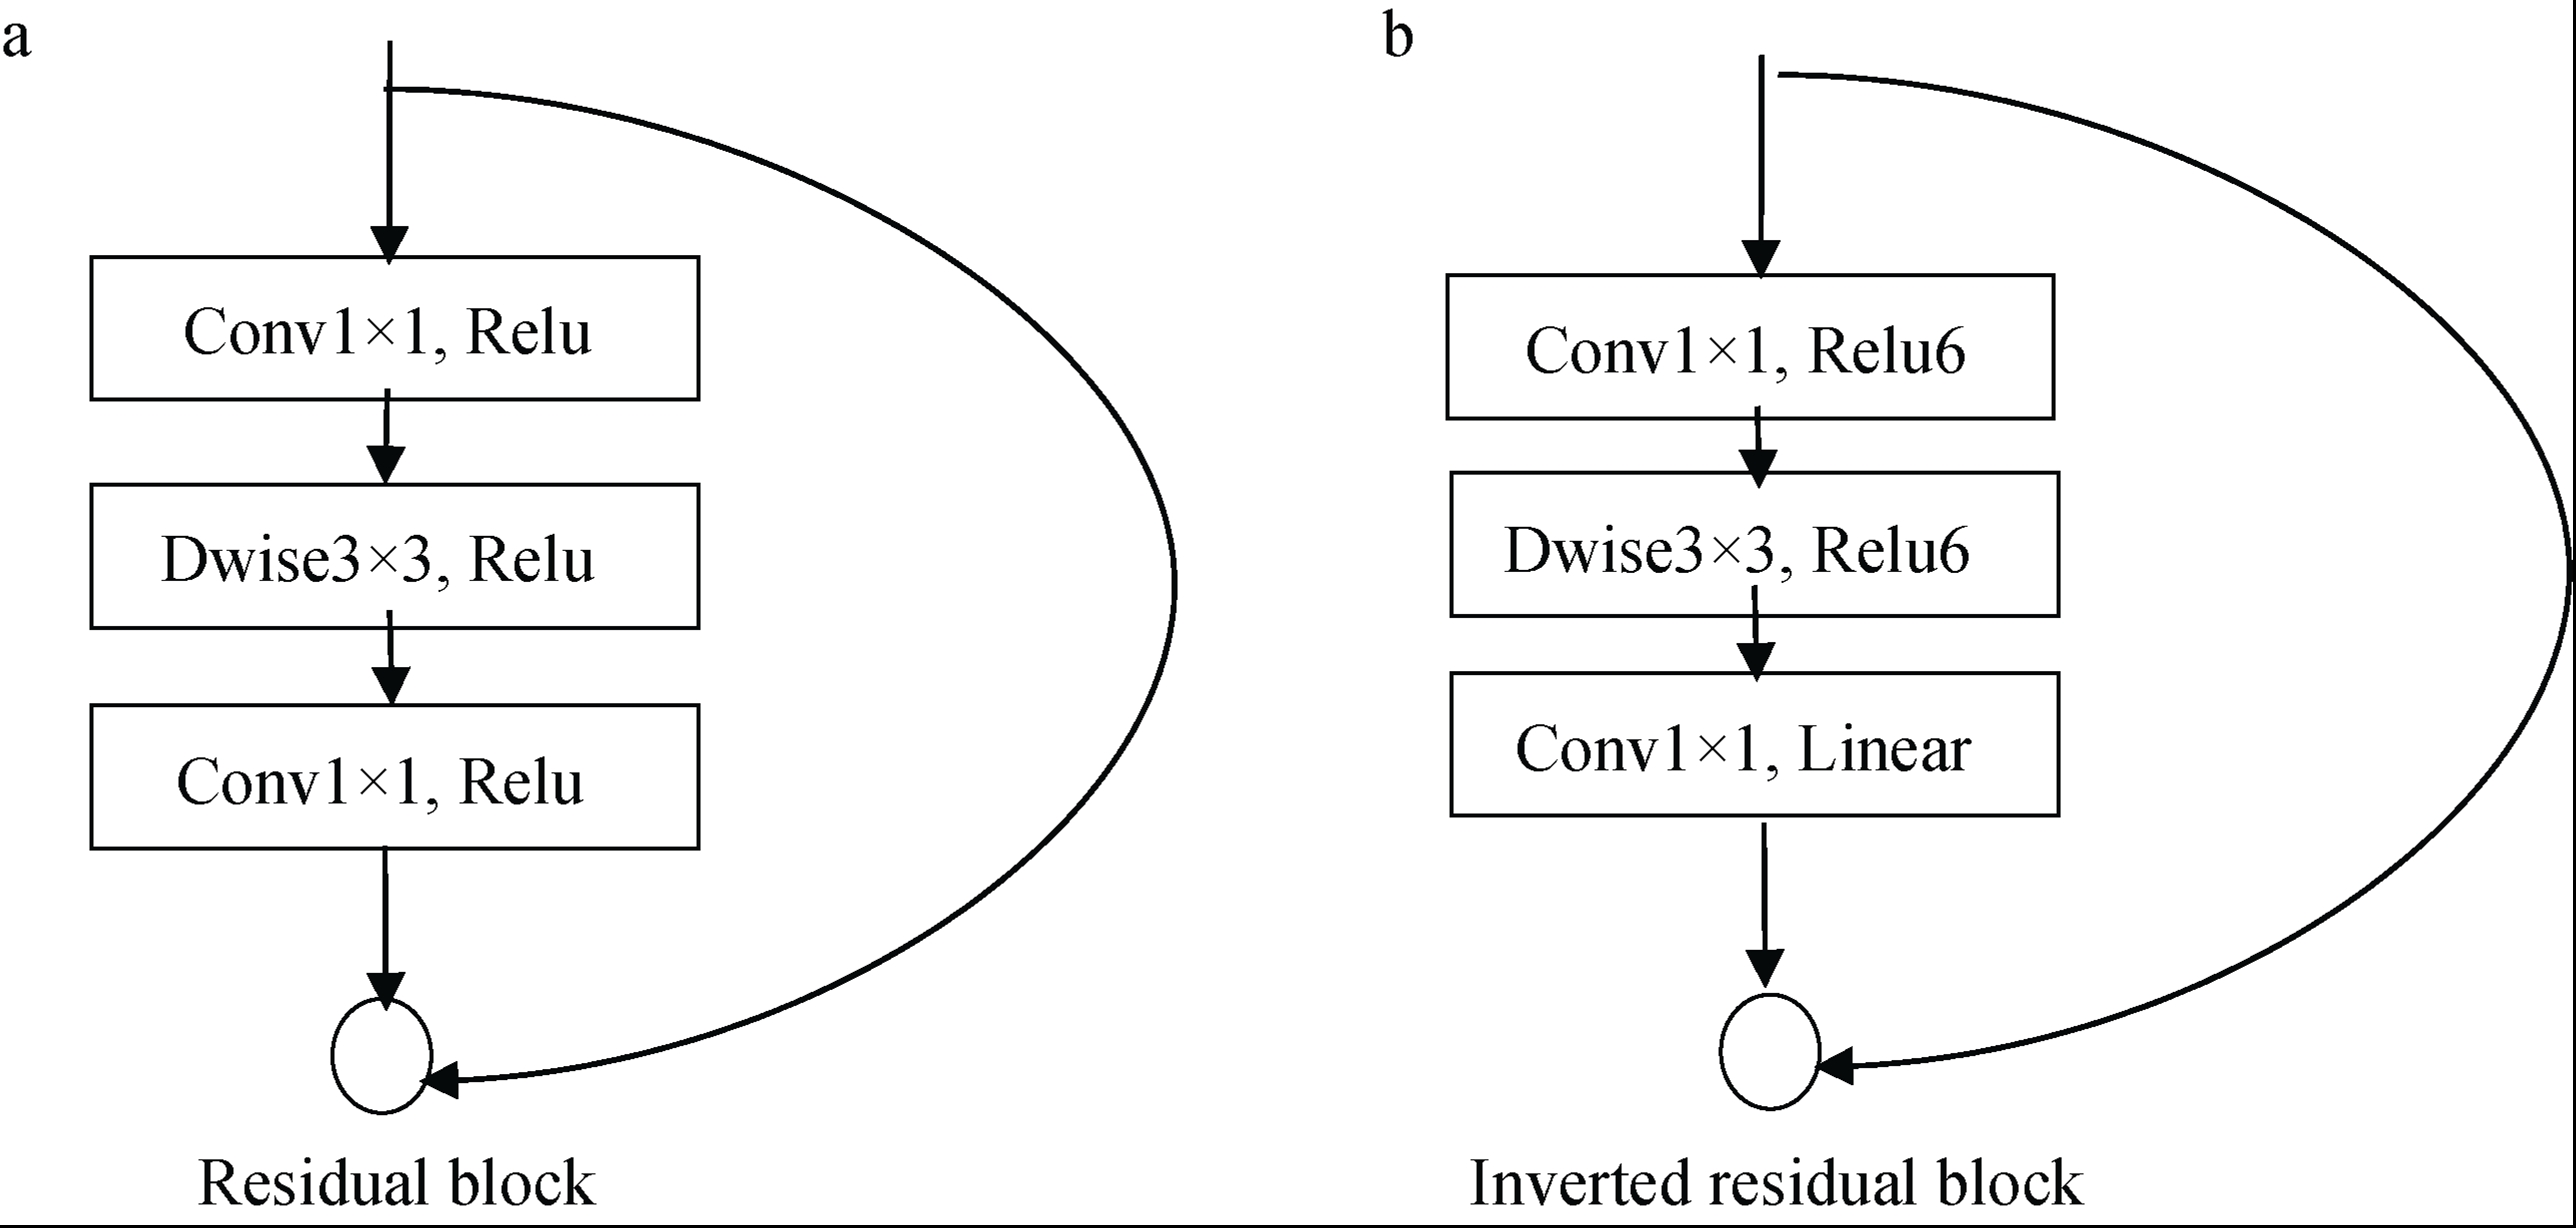 a
Conv1×1, Relu
Dwise3×3, Relu
Conv1×1, Relu
Residual block
b
Conv1×1, Relu6
Dwise3×3, Relu6
Conv1×1, Linear
Inverted residual block